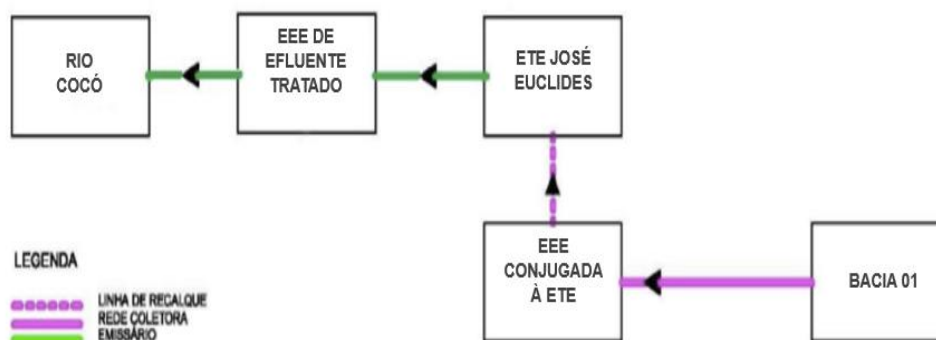 RIO
COCÓ
EEE DE
EFLUENTE
TRATADO
ETE JOSÉ
EUCLIDES
EEE
CONJUGADA
À ETE
BACIA 01
LEGENDA
LINHA DE RECALQUE
REDE COLETORA
EMISSÁRIO